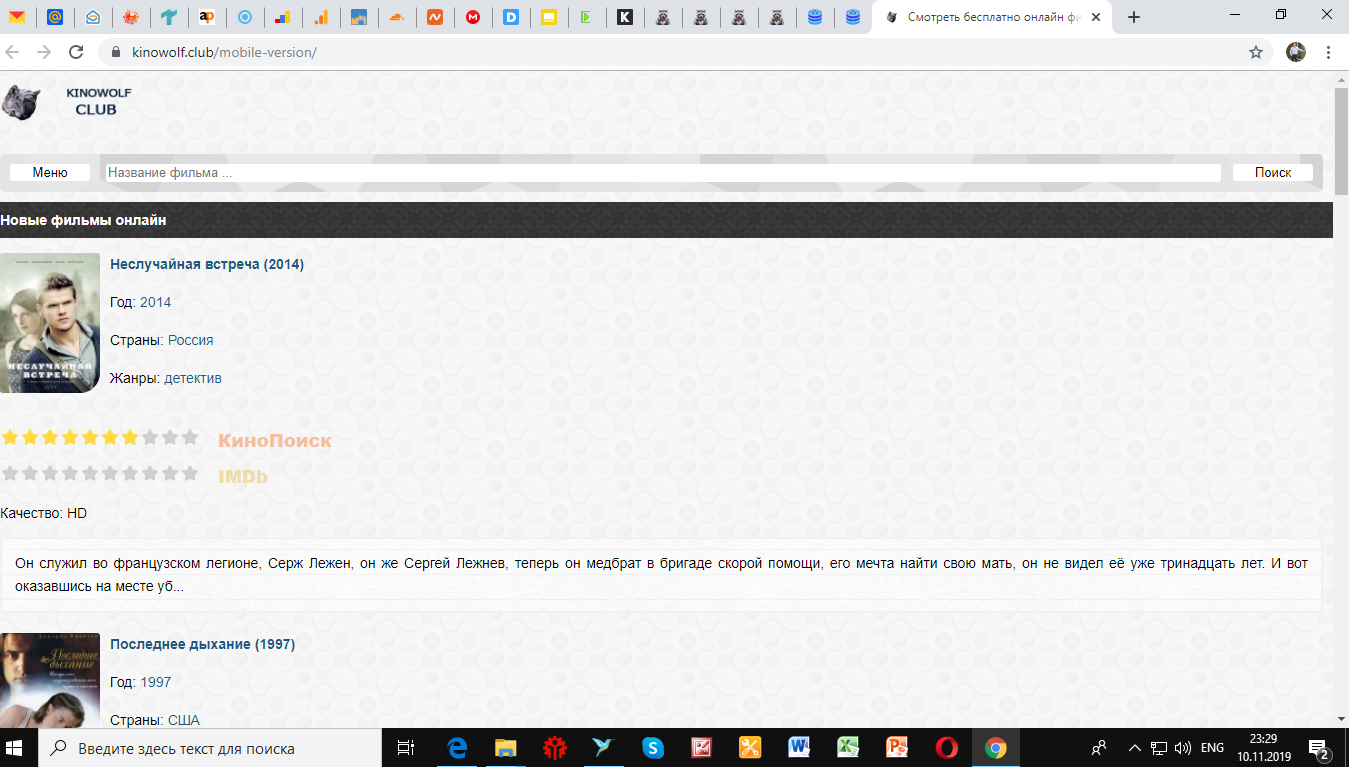 Смотреть бесплатно онлайн фи
kinowolf.club/mobile-version/
KINOWOLF
CLUB
Меню
Название фильма ...
Поиск
Новые фильмы онлайн
Неслучайная встреча (2014)
Год: 2014
Страны: Россия
Жанры: детектив
НЕСЛУЧАЙНАЯ
ВСТРЕЧА
КиноПоиск
IMDb
Качество: HD
Он служил во французском легионе, Серж Лежен, он же Сергей Лежнев, теперь он медбрат в бригаде скорой помощи, его мечта найти свою мать, он не видел её уже тринадцать лет. И вот
оказавшись на месте уб...
Последнее
дыхание
Последнее дыхание (1997)
Год: 1997
Страны: США
Введите здесь текст для поиска
ENG
23:29
10.11.2019
2